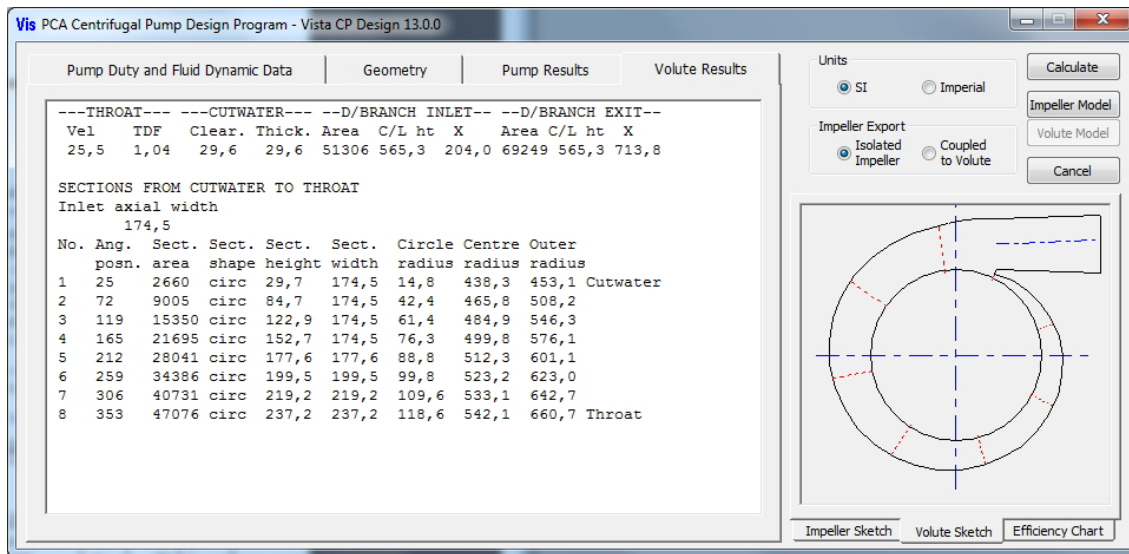 Vis PCA Centrifugal Pump Design Program - Vista CP Design 13.0.0
Pump Duty and Fluid Dynamic Data Geometry Pump Results Volute Results
---THROAT--- ---CUTWATER--- --D/BRANCH INLET-- --D/BRANCH EXIT--
Vel TDF Clear. Thick. Area C/L ht X Area C/L ht X
25,5 1,04 29,6 29,6 51306 565,3 204,0 69249 565,3 713,8
SECTIONS FROM CUTWATER TO THROAT
Inlet axial width
174,5
No. Ang. Sect. Sect. Sect. Sect. Circle Centre Outer
posn. area shape height width radius radius radius
1 25 2660 circ 29,7 174,5 14,8 438,3 453,1 Cutwater
2 72 9005 circ 84,7 174,5 42,4 465,8 508,2
3 119 15350 circ 122,9 174,5 61,4 484,9 546,3
4 165 21695 circ 152,7 174,5 76,3 499,8 576,1
5 212 28041 circ 177,6 177,6 88,8 512,3 601,1
6 259 34386 circ 199,5 199,5 99,8 523,2 623,0
7 306 40731 circ 219,2 219,2 109,6 533,1 642,7
8 353 47076 circ 237,2 237,2 118,6 542,1 660,7 Throat
Units
SI Imperial
Impeller Export
Isolated Impeller
Coupled to Volute
Calculate
Impeller Model
Volute Model
Cancel
Impeller Sketch Volute Sketch Efficiency Chart